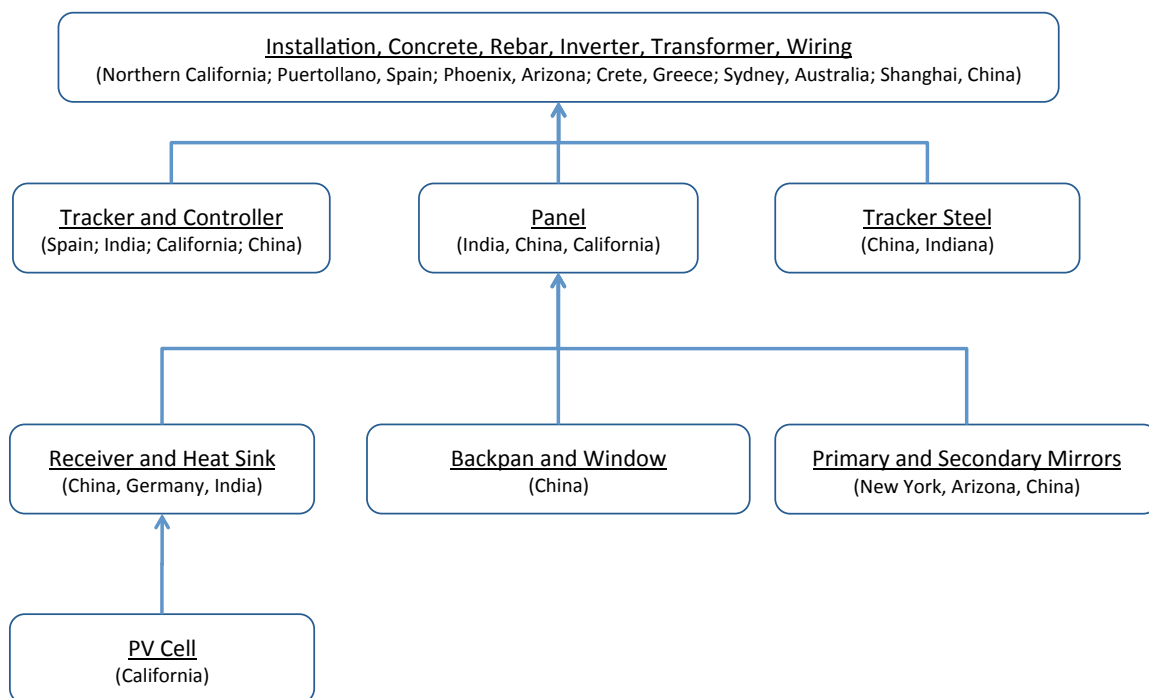 Installation, Concrete, Rebar, Inverter, Transformer, Wiring
(Northern California; Puertollano, Spain; Phoenix, Arizona; Crete, Greece; Sydney, Australia; Shanghai, China)
Tracker and Controller
(Spain; India; California; China)
Panel
(India, China, California)
Tracker Steel
(China, Indiana)
Receiver and Heat Sink
(China, Germany, India)
Backpan and Window
(China)
Primary and Secondary Mirrors
(New York, Arizona, China)
PV Cell
(California)